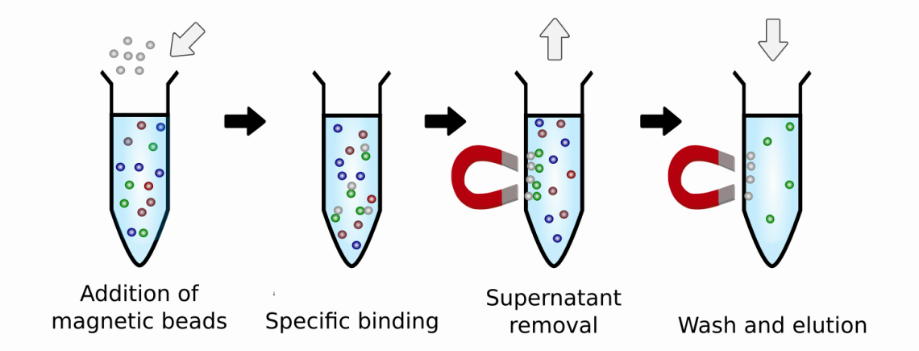 Addition of
magnetic beads
Specific binding
Supernatant
removal
Wash and elution